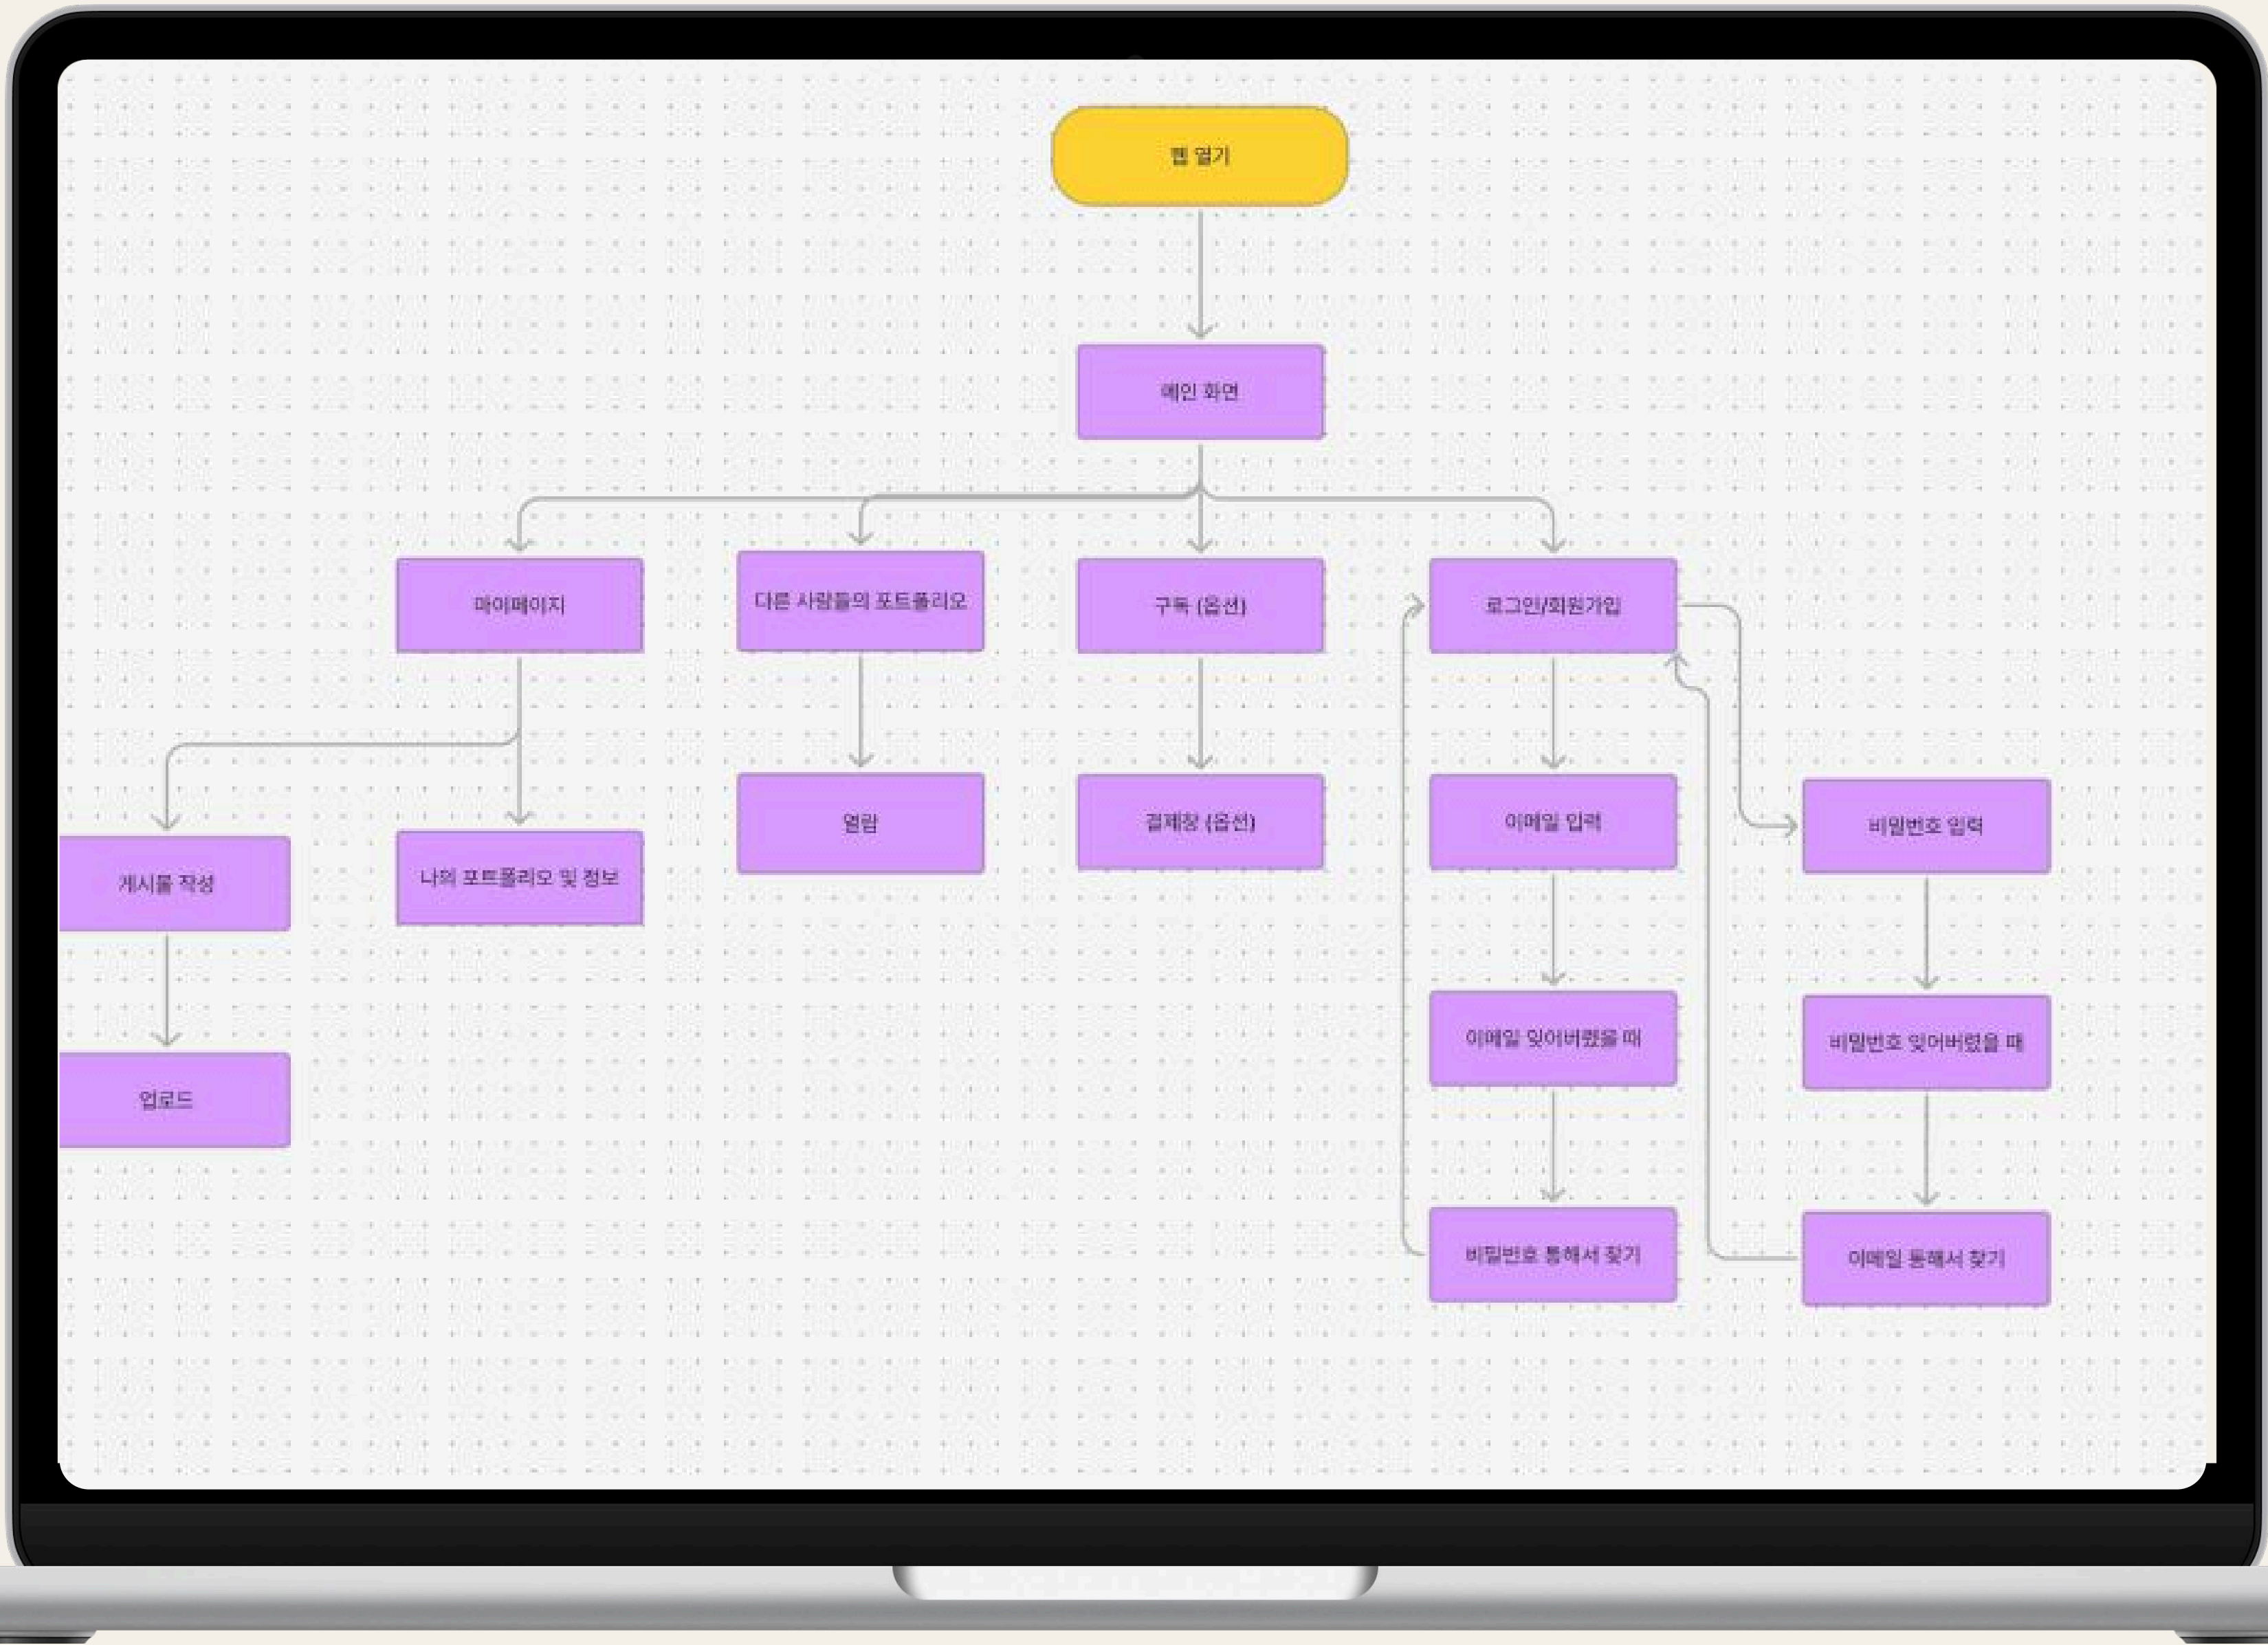 웹 열기
메인 화면
마이페이지
다른 사람들의 포트폴리오
구독 (옵션)
로그인/회원가입
게시물 작성
나의 포트폴리오 및 정보
열람
결제창 (옵션)
이메일 입력
비밀번호 입력
업로드
이메일 잊어버렸을 때
비밀번호 잊어버렸을 때
비밀번호 통해서 찾기
이메일 통해서 찾기